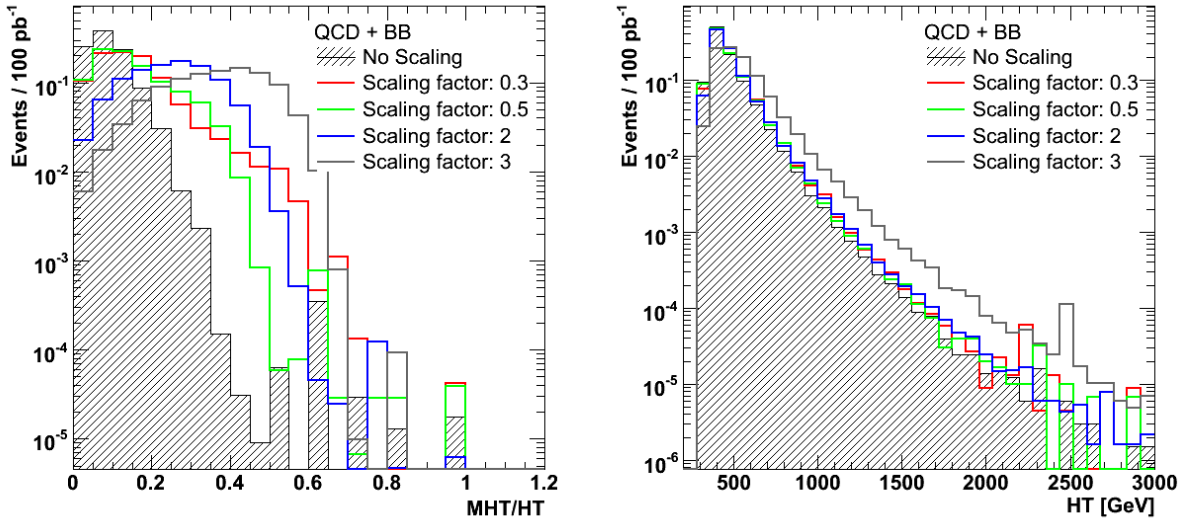 Events / 100 pb⁻¹
10⁻¹
10⁻²
10⁻³
10⁻⁴
10⁻⁵
QCD + BB
No Scaling
Scaling factor: 0.3
Scaling factor: 0.5
Scaling factor: 2
Scaling factor: 3
0 0.2 0.4 0.6 0.8 1 1.2
MHT/HT
Events / 100 pb⁻¹
10⁻¹
10⁻²
10⁻³
10⁻⁴
10⁻⁵
10⁻⁶
QCD + BB
No Scaling
Scaling factor: 0.3
Scaling factor: 0.5
Scaling factor: 2
Scaling factor: 3
500 1000 1500 2000 2500 3000
HT [GeV]